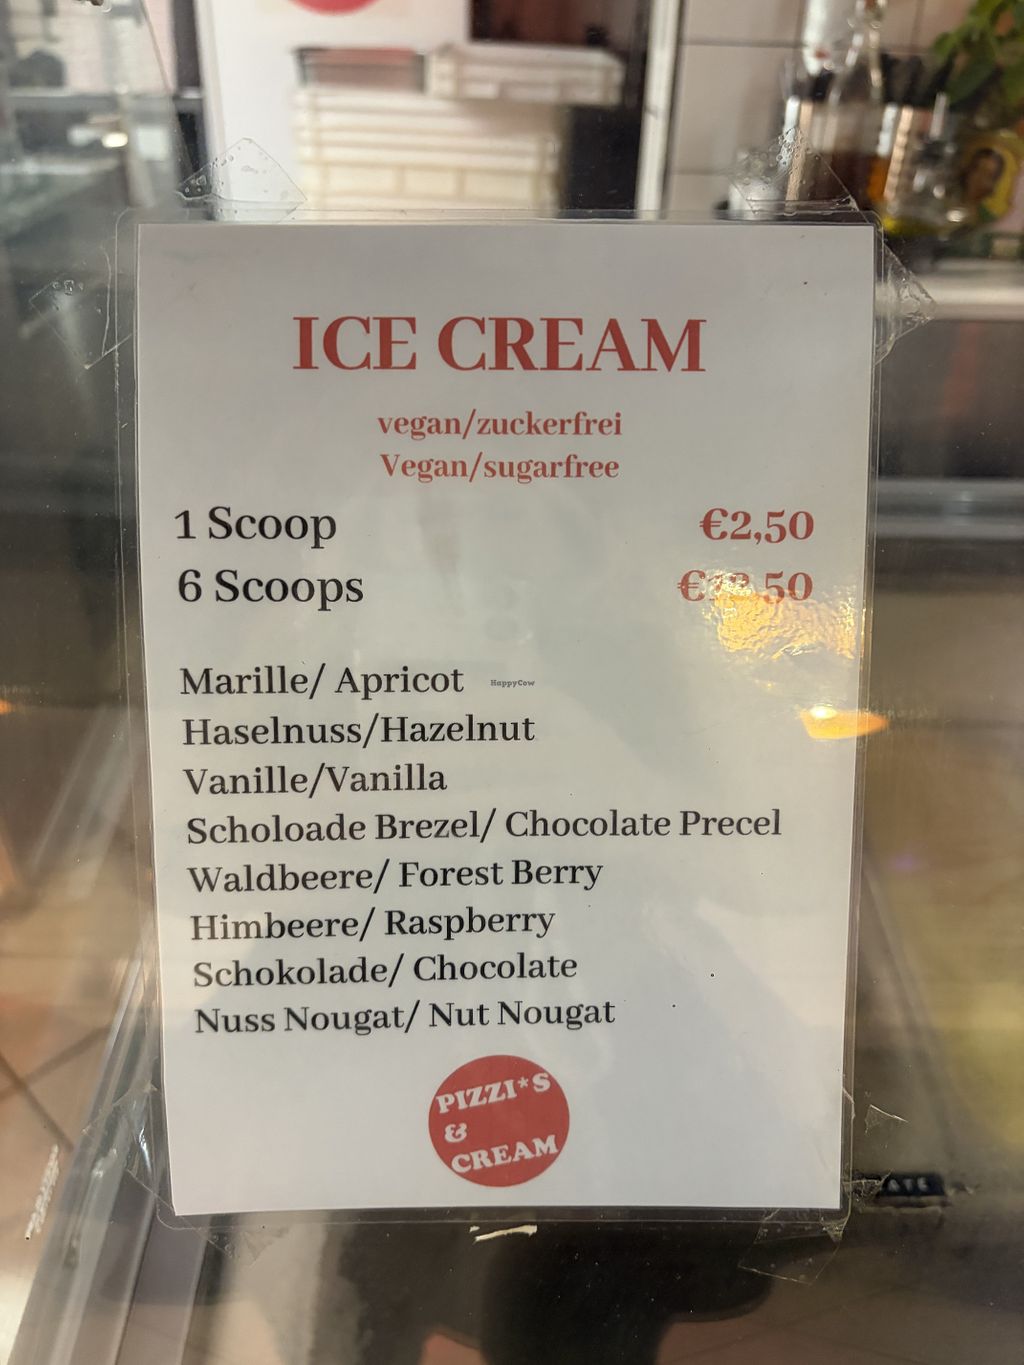 ICE CREAM
vegan/zuckerfrei
Vegan/sugarfree
1 Scoop €2,50
6 Scoops
Marille/ Apricot
HappyCow
Haselnuss/Hazelnut
Vanille/Vanilla
Scholoade Brezel/ Chocolate Precel
Waldbeere/ Forest Berry
Himbeere/ Raspberry
Schokolade/ Chocolate
Nuss Nougat/ Nut Nougat
PIZZI*S
&
CREAM